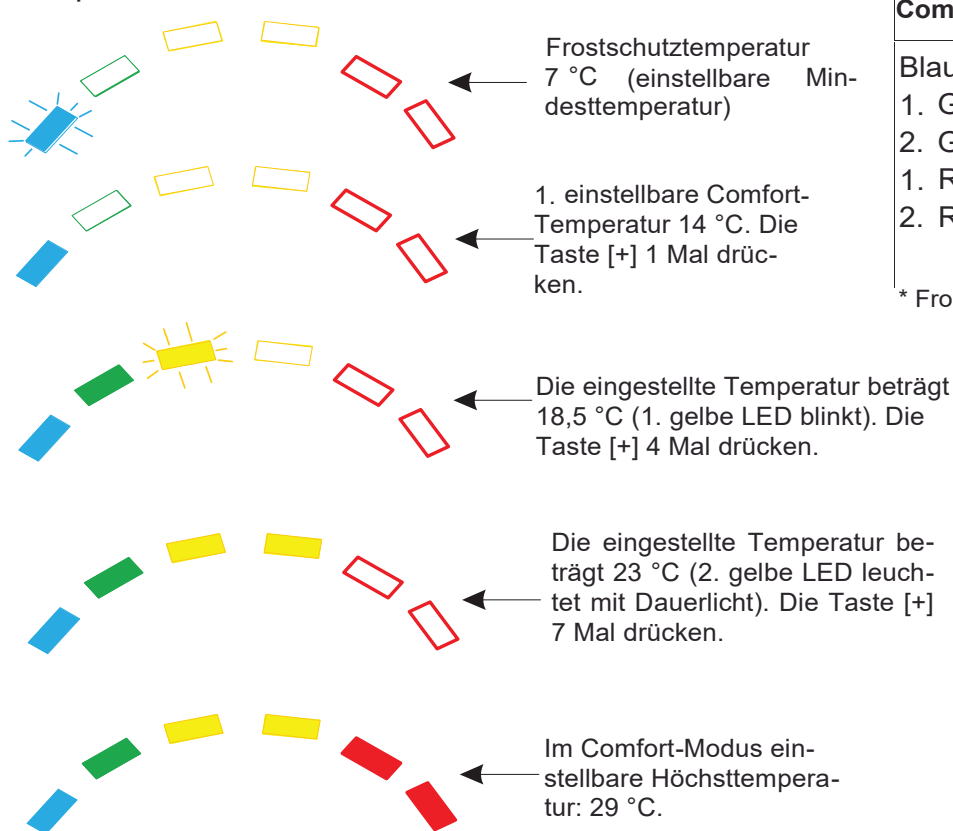 Frostschutztemperatur
7 °C (einstellbare Min-
desttemperatur)
1. einstellbare Comfort-
Temperatur 14 °C. Die
Taste [+] 1 Mal drüc-
ken.
Die eingestellte Temperatur beträgt
18,5 °C (1. gelbe LED blinkt). Die
Taste [+] 4 Mal drücken.
Die eingestellte Temperatur be-
trägt 23 °C (2. gelbe LED leuch-
tet mit Dauerlicht). Die Taste [+]
7 Mal drücken.
Im Comfort-Modus ein-
stellbare Höchsttempera-
tur: 29 °C.
Com
Blau
1. G
2. G
1. R
2. R
* Fro